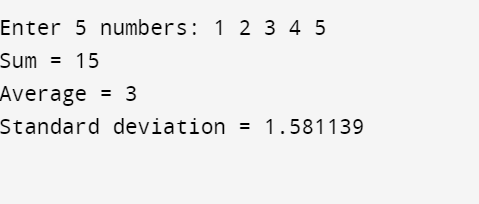 Enter 5 numbers: 1 2 3 4 5
Sum = 15
Average = 3
Standard deviation = 1.581139